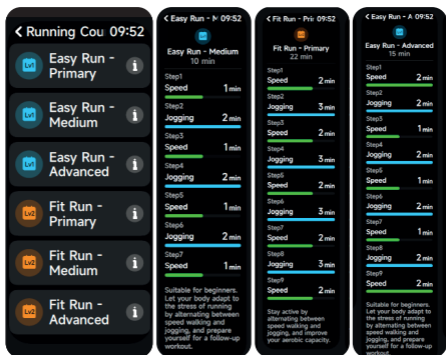 Running Cou 09:52
Lv1
Easy Run -
Primary
Lv1
Easy Run -
Medium
Lv1
Easy Run -
Advanced
Lv2
Fit Run -
Primary
Lv2
Fit Run -
Medium
Lv2
Fit Run -
Advanced
Easy Run - M 09:52
Easy Run - Medium
10 min
Step1
Speed 1 min
Step2
Jogging 2 min
Step3
Speed 1 min
Step4
Jogging 2 min
Step5
Speed 1 min
Step6
Jogging 2 min
Step7
Speed 1 min
Suitable for beginners.
Let your body adapt to
the stress of running
by alternating between
speed walking and
jogging, and prepare
yourself for a follow-up
workout.
Fit Run - Pri 09:52
Fit Run - Primary
22 min
Step1
Speed 2 min
Step2
Jogging 3 min
Step3
Speed 2 min
Step4
Jogging 3 min
Step5
Speed 2 min
Step6
Jogging 3 min
Step7
Speed 2 min
Step8
Jogging 3 min
Step9
Speed 2 min
Stay active by
alternating between
speed walking and
jogging, and improve
your aerobic capacity.
Easy Run - A 09:52
Easy Run - Advanced
15 min
Step1
Speed 2 min
Step2
Jogging 2 min
Step3
Speed 1 min
Step4
Jogging 2 min
Step5
Speed 1 min
Step6
Jogging 2 min
Step7
Speed 1 min
Step8
Jogging 2 min
Step9
Speed 2 min
Suitable for beginners.
Let your body adapt to
the stress of running
by alternating between
speed walking and
jogging, and prepare
yourself for a follow-up
workout.